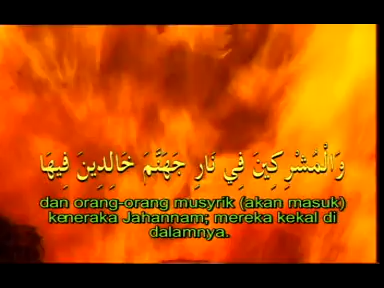 وَالْمُشْرِكِينَ فِي نَارِ جَهَنَّمَ خَالِدِينَ فِيهَا
dan orang-orang musyrik (akan masuk)
keneraka Jahannam; mereka kekal di
dalamnya.